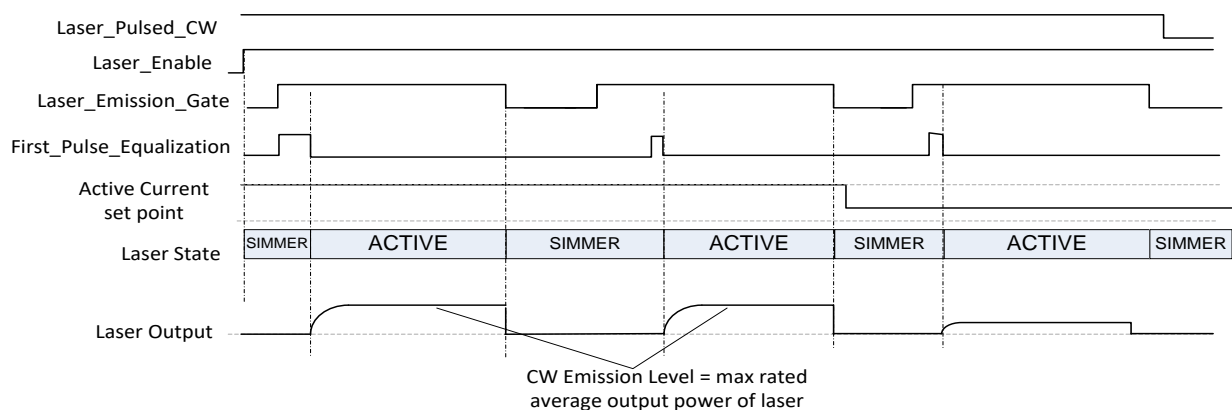 Laser_Pulsed_CW
Laser_Enable
Laser_Emission_Gate
First_Pulse_Equalization
Active Current
set point
Laser State
SIMMER ACTIVE SIMMER ACTIVE SIMMER ACTIVE SIMMER
Laser Output
CW Emission Level = max rated
average output power of laser